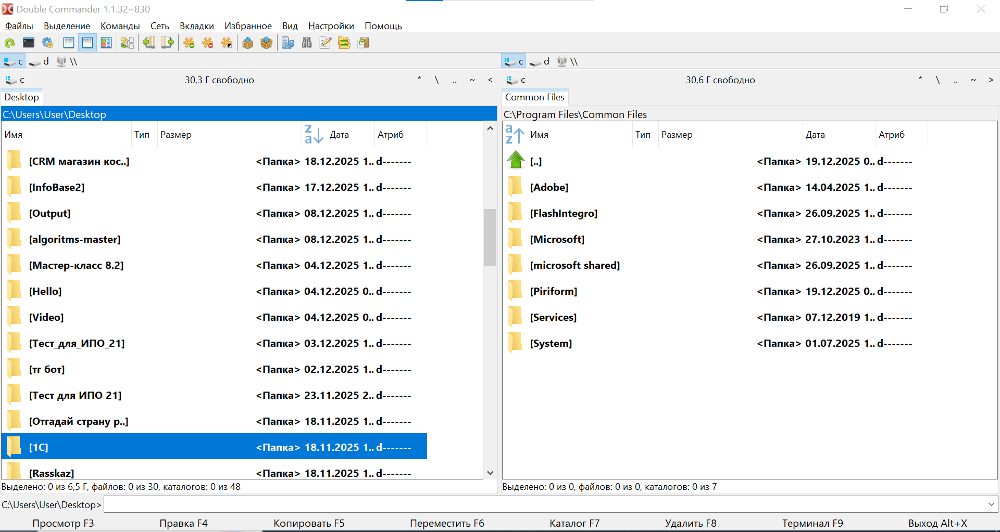 Double Commander 1.1.32~830
Файлы Выделение Команды Сеть Вкладки Избранное Вид Настройки Помощь
c d \\ c d \\
c 30,3 Г свободно * \ .. ~ < c 30,6 Г свободно * \ .. ~ >
Desktop Common Files
C:\Users\User\Desktop C:\Program Files\Common Files
Имя Тип Размер Дата Атриб Имя Тип Размер Дата Атриб
[CRM магазин кос..] <Папка> 18.12.2025 1.. d------- [..] <Папка> 19.12.2025 0.. d-------
[InfoBase2] <Папка> 17.12.2025 1.. d------- [Adobe] <Папка> 14.04.2025 1.. d-------
[Output] <Папка> 08.12.2025 1.. d------- [FlashIntegro] <Папка> 26.09.2025 1.. d-------
[algoritms-master] <Папка> 08.12.2025 1.. d------- [Microsoft] <Папка> 27.10.2023 1.. d-------
[Мастер-класс 8.2] <Папка> 04.12.2025 1.. d------- [microsoft shared] <Папка> 26.09.2025 1.. d-------
[Hello] <Папка> 04.12.2025 0.. d------- [Piriform] <Папка> 19.12.2025 0.. d-------
[Video] <Папка> 04.12.2025 0.. d------- [Services] <Папка> 07.12.2019 1.. d-------
[Тест_для_ИПО_21] <Папка> 03.12.2025 1.. d------- [System] <Папка> 01.07.2025 1.. d-------
[тг бот] <Папка> 02.12.2025 1.. d-------
[Тест для ИПО 21] <Папка> 23.11.2025 2.. d-------
[Отгадай страну р..] <Папка> 18.11.2025 1.. d-------
[1C] <Папка> 18.11.2025 1.. d-------
[Rasskaz] <Папка> 18.11.2025 1.. d-------
Выделено: 0 из 6,5 Г, файлов: 0 из 30, каталогов: 0 из 48 Выделено: 0 из 0, файлов: 0 из 0, каталогов: 0 из 7
C:\Users\User\Desktop>
Просмотр F3 Правка F4 Копировать F5 Переместить F6 Каталог F7 Удалить F8 Терминал F9 Выход Alt+X